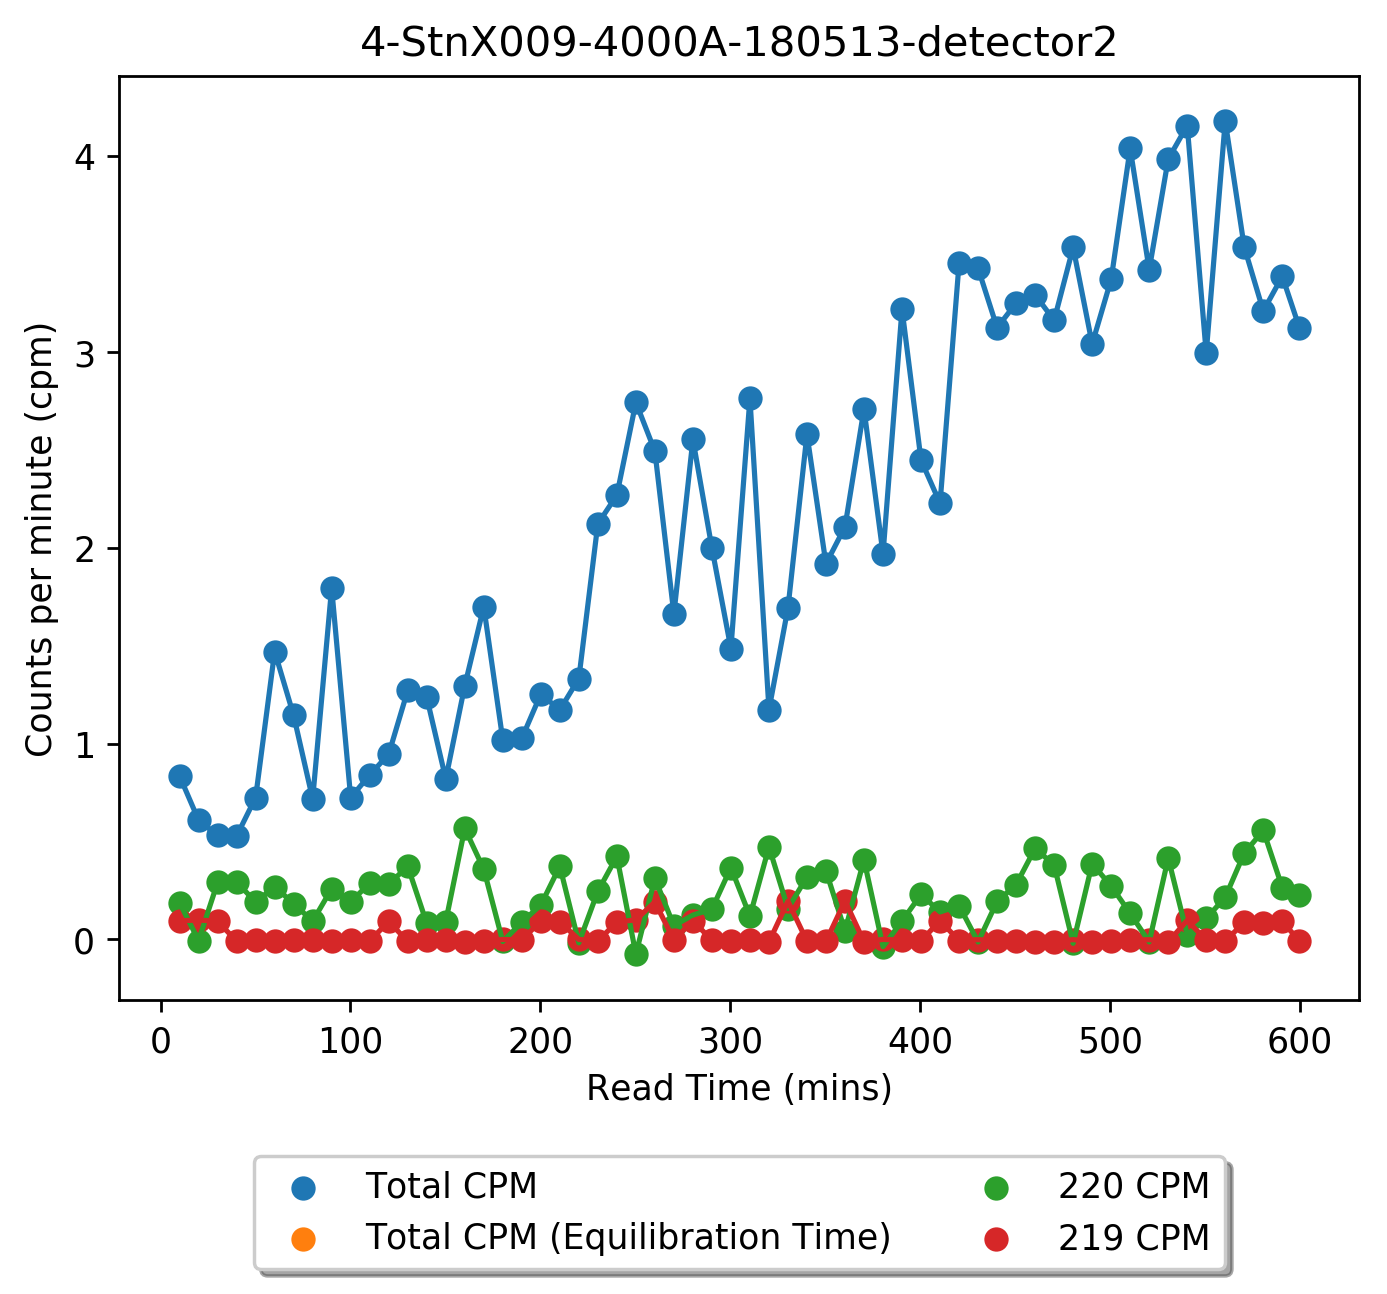 4-StnX009-4000A-180513-detector2
Counts per minute (cpm)
4
3
2
1
0
0 100 200 300 400 500 600
Read Time (mins)
Total CPM
Total CPM (Equilibration Time)
220 CPM
219 CPM